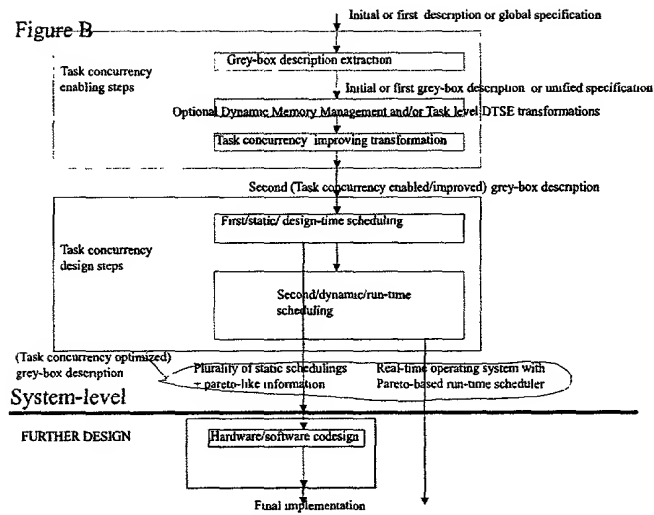 Initial or first description or global specification
Figure B
Grey-box description extraction
Task concurrency
enabling steps
Initial or first grey-box description or unified specification
Optional Dynamic Memory Management and/or Task level DTSE transformations
Task concurrency improving transformation
Second (Task concurrency enabled/improved) grey-box description
First/static/ design-time scheduling
Task concurrency
design steps
Second/dynamic/run-time
scheduling
(Task concurrency optimized)
grey-box description
Plurality of static schedulings
+ pareto-like information
Real-time operating system with
Pareto-based run-time scheduler
System-level
FURTHER DESIGN
Hardware/software codesign
Final implementation